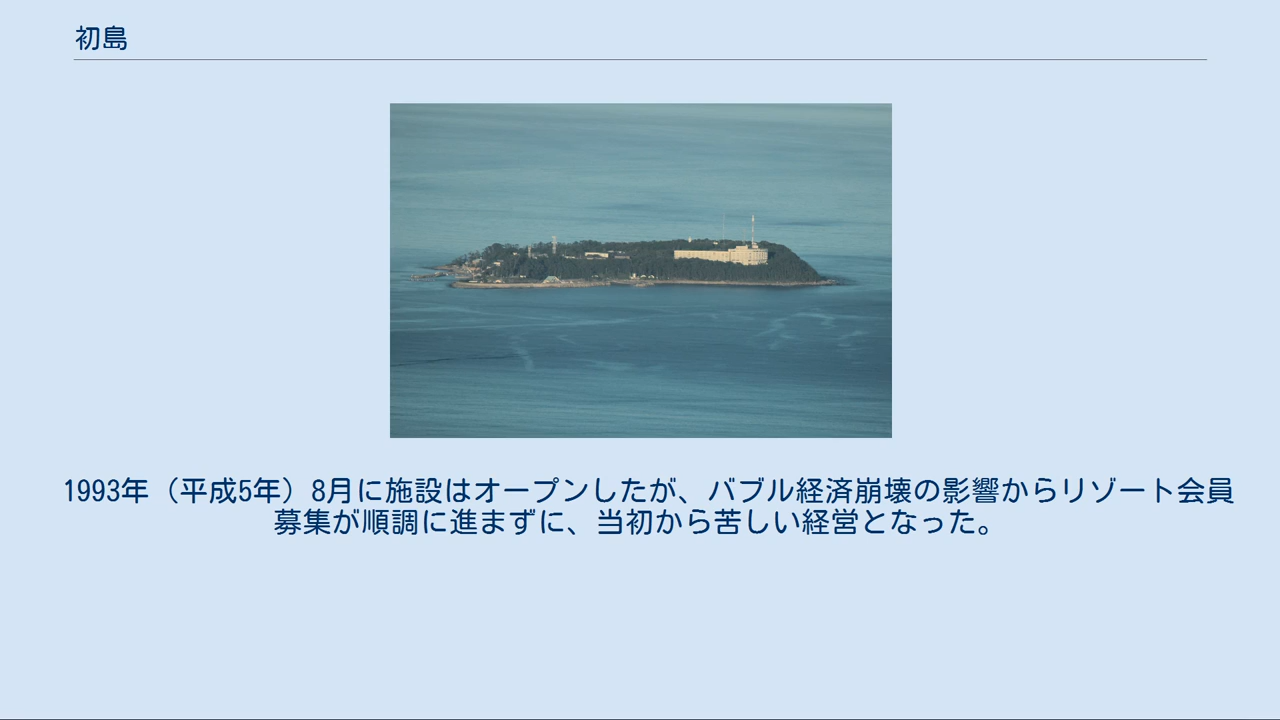 初島
1993年（平成5年）8月に施設はオープンしたが、バブル経済崩壊の影響からリゾート会員
募集が順調に進まずに、当初から苦しい経営となった。